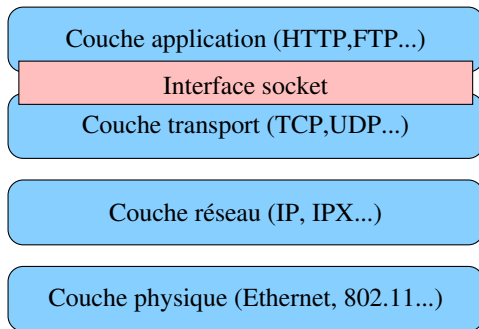 Couche application (HTTP,FTP...)
Interface socket
Couche transport (TCP,UDP...)
Couche réseau (IP, IPX...)
Couche physique (Ethernet, 802.11...)